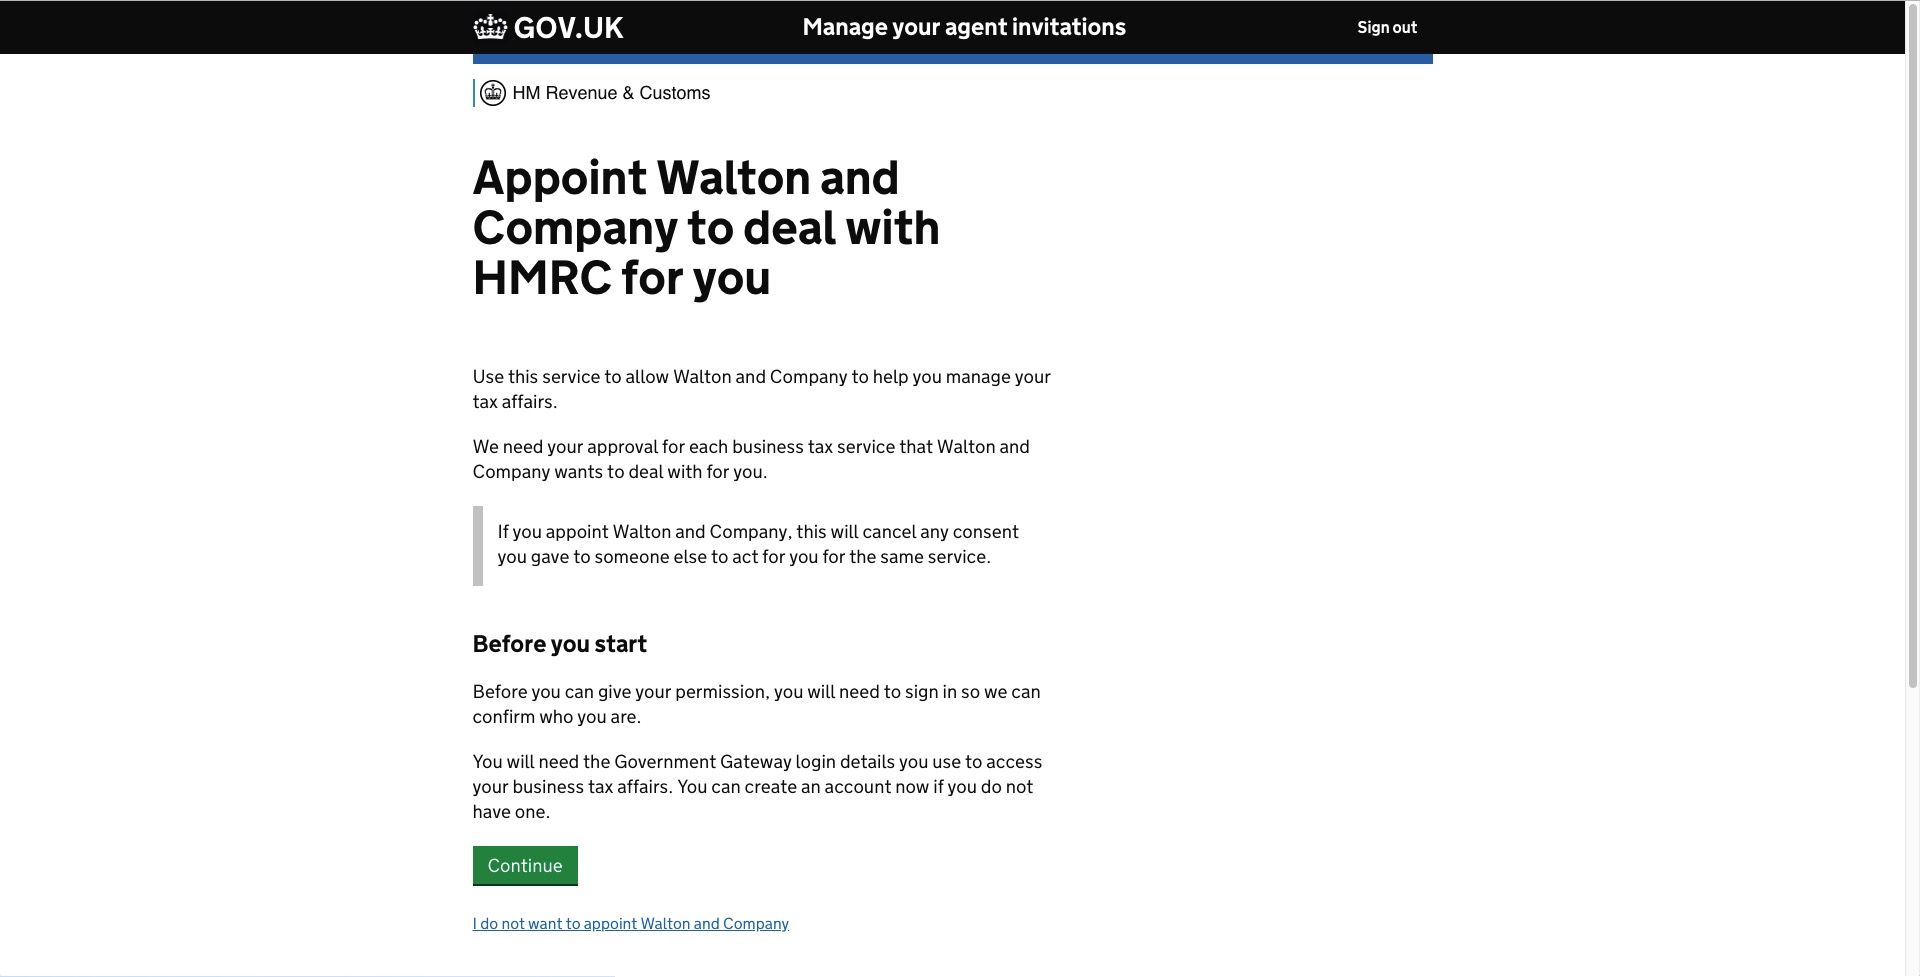 GOV.UK Manage your agent invitations Sign out
HM Revenue & Customs
Appoint Walton and
Company to deal with
HMRC for you
Use this service to allow Walton and Company to help you manage your
tax affairs.
We need your approval for each business tax service that Walton and
Company wants to deal with for you.
If you appoint Walton and Company, this will cancel any consent
you gave to someone else to act for you for the same service.
Before you start
Before you can give your permission, you will need to sign in so we can
confirm who you are.
You will need the Government Gateway login details you use to access
your business tax affairs. You can create an account now if you do not
have one.
Continue
I do not want to appoint Walton and Company